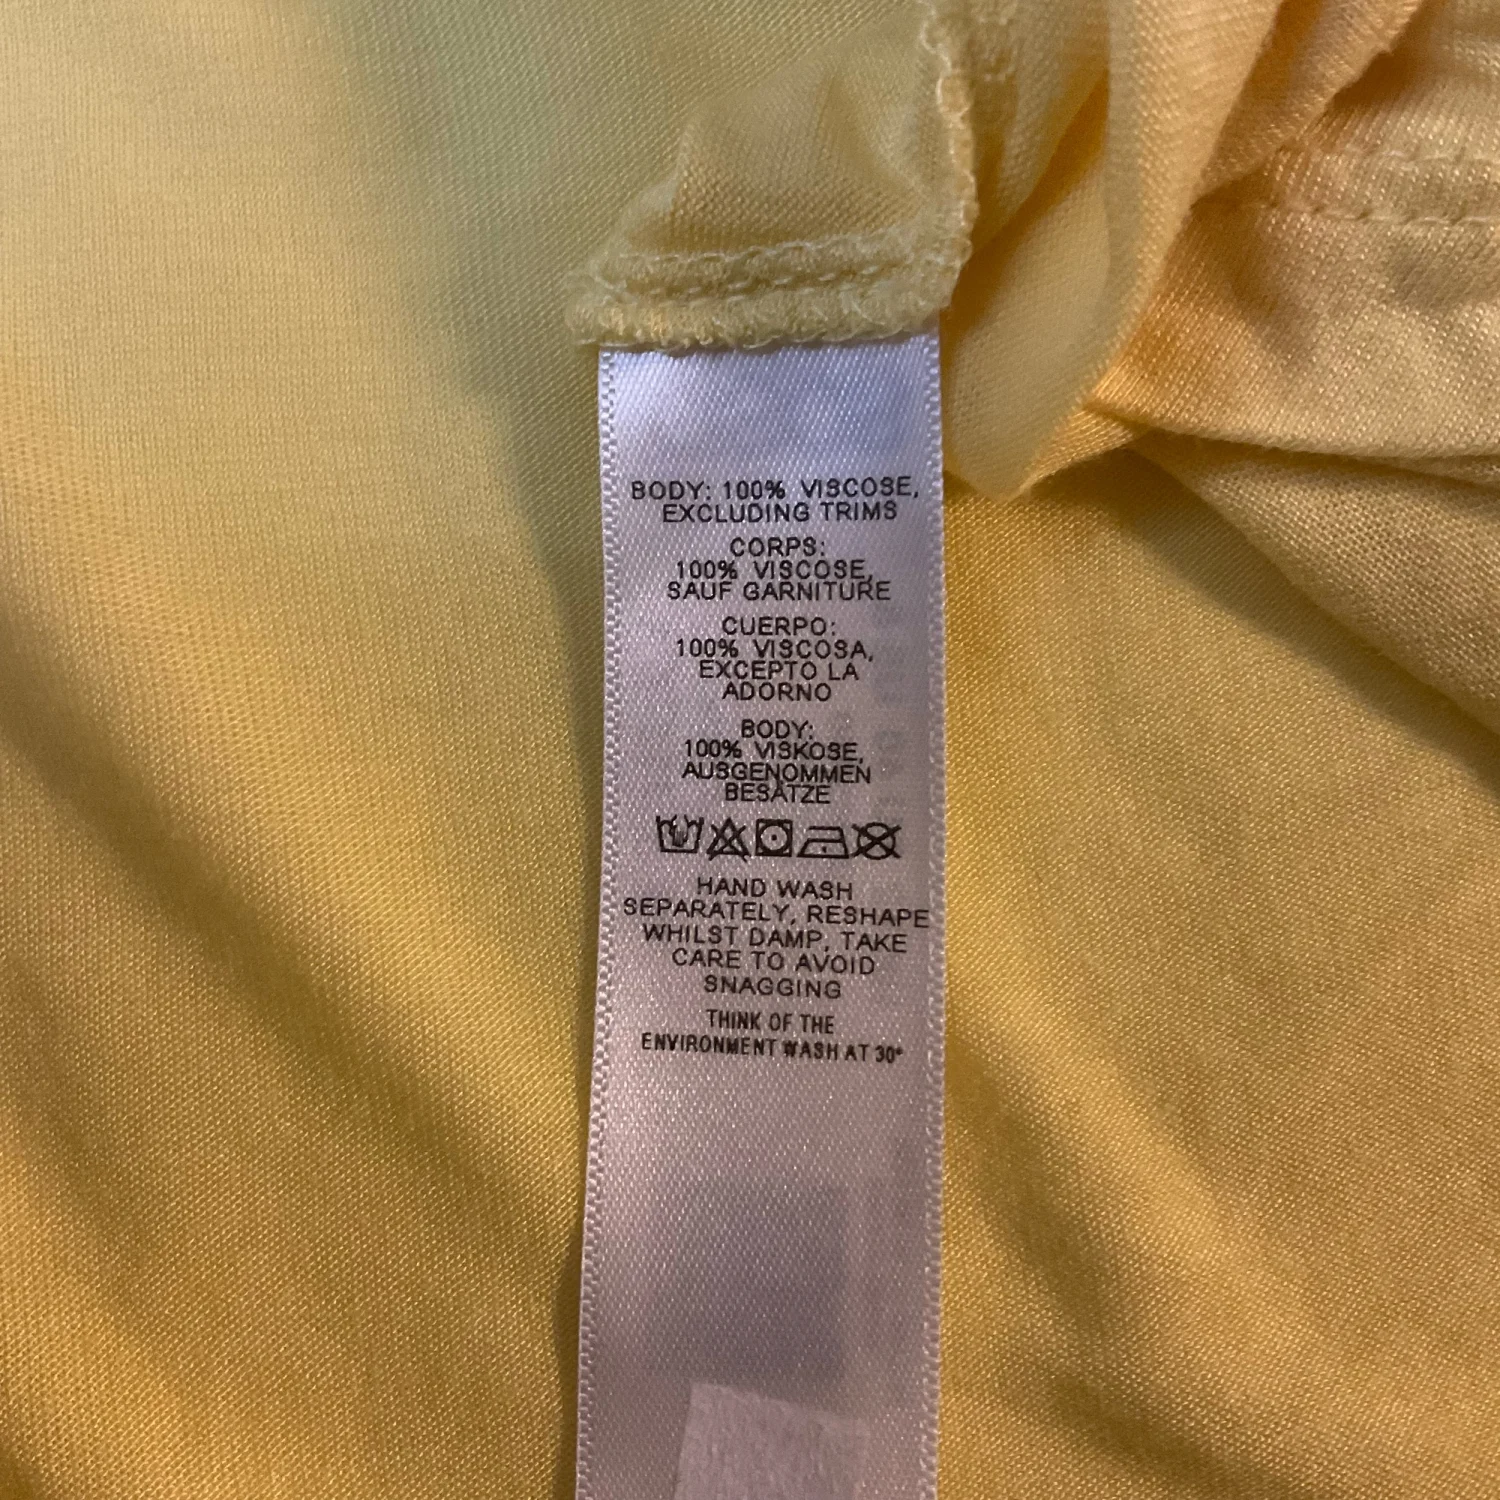 BODY: 100% VISCOSE,
EXCLUDING TRIMS
CORPS:
100% VISCOSE,
SAUF GARNITURE
CUERPO:
100% VISCOSA,
EXCEPTO LA
ADORNO
BODY:
100% VISKOSE,
AUSGENOMMEN
BESÄTZE
HAND WASH
SEPARATELY, RESHAPE
WHILST DAMP, TAKE
CARE TO AVOID
SNAGGING
THINK OF THE
ENVIRONMENT WASH AT 30°